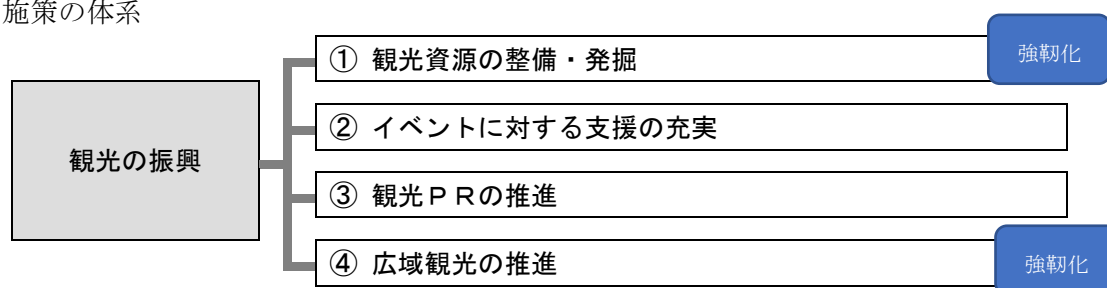 施策の体系
① 観光資源の整備・発掘
強靭化
② イベントに対する支援の充実
観光の振興
③ 観光ＰＲの推進
④ 広域観光の推進
強靭化